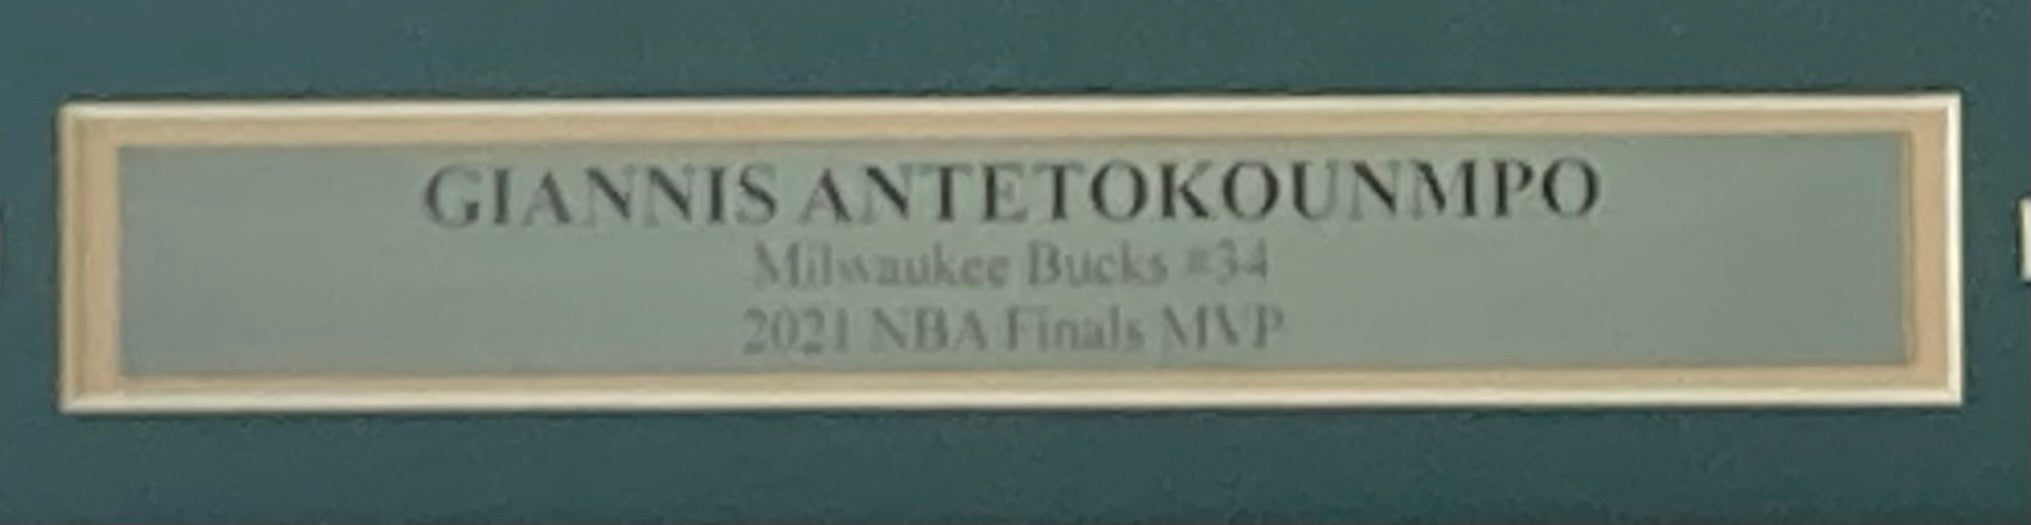 GIANNIS ANTETOKOUNMPO
Milwaukee Bucks #34
2021 NBA Finals MVP